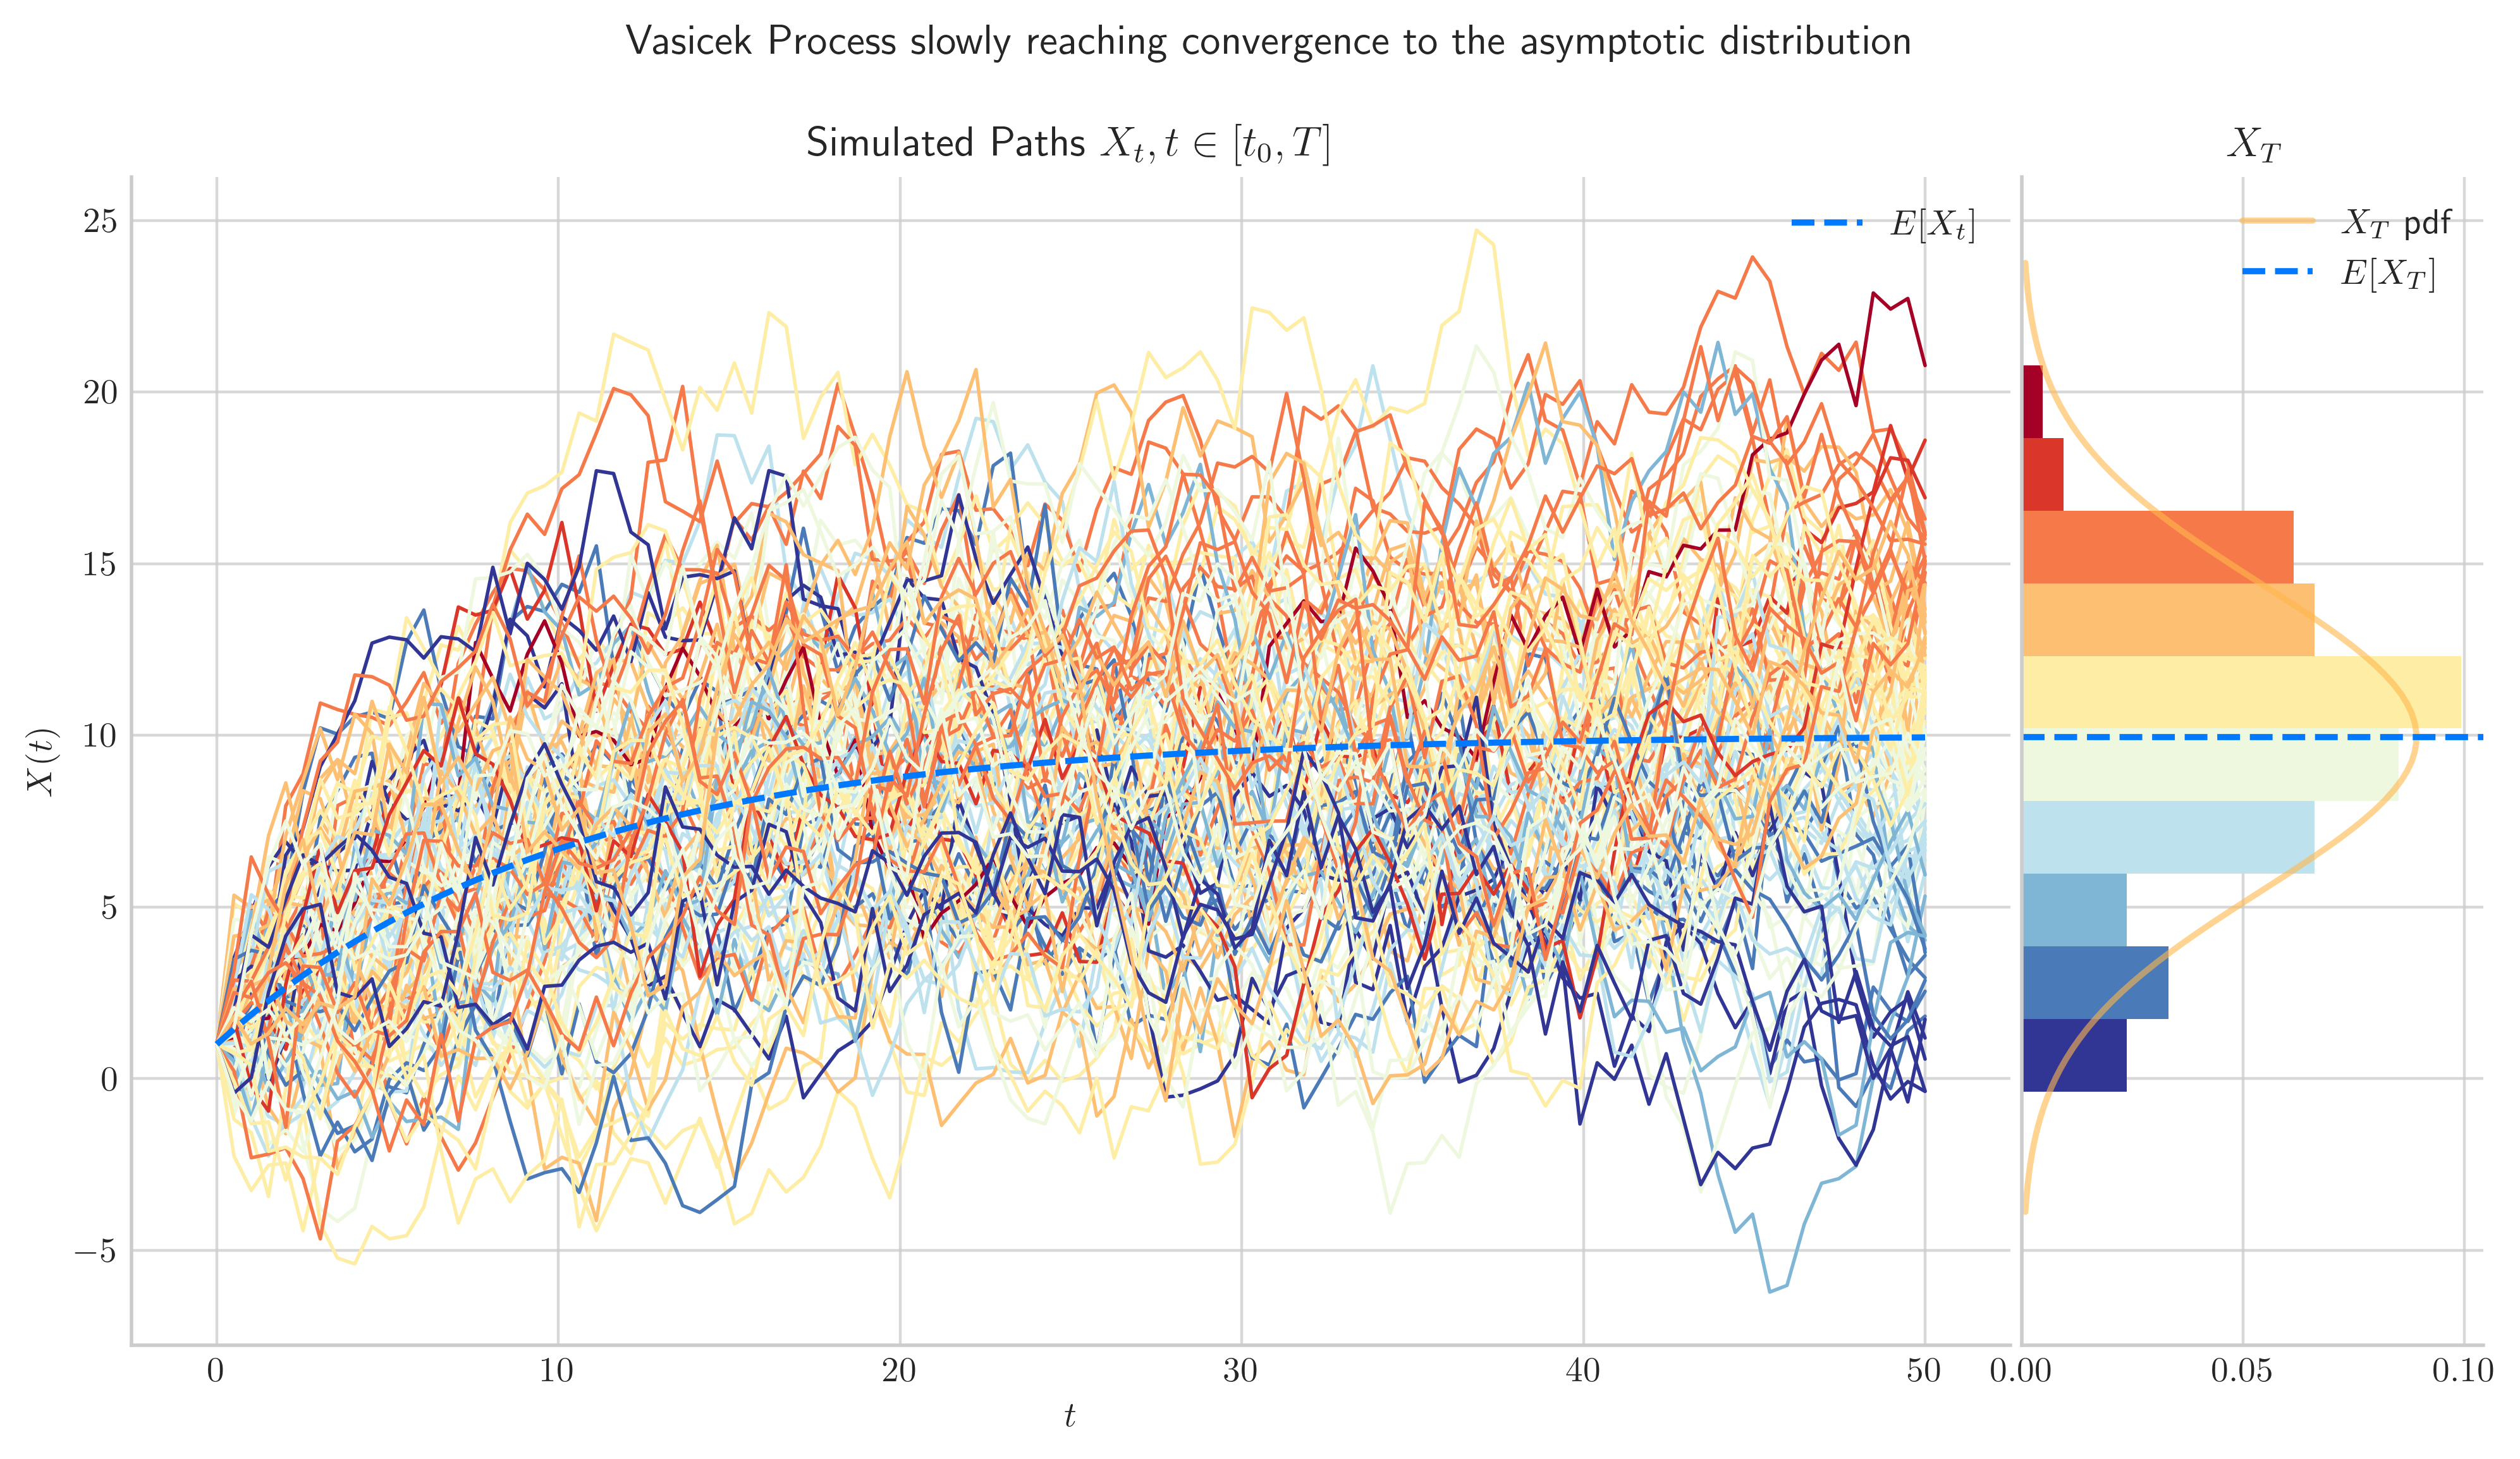 Vasicek Process slowly reaching convergence to the asymptotic distribution
Simulated Paths $X_t, t \in [t_0, T]$
$X_T$
25
20
15
10
5
0
−5
X(t)
0
10
20
30
40
50
t
$E[X_t]$
$X_T$ pdf
$E[X_T]$
0.00
0.05
0.10